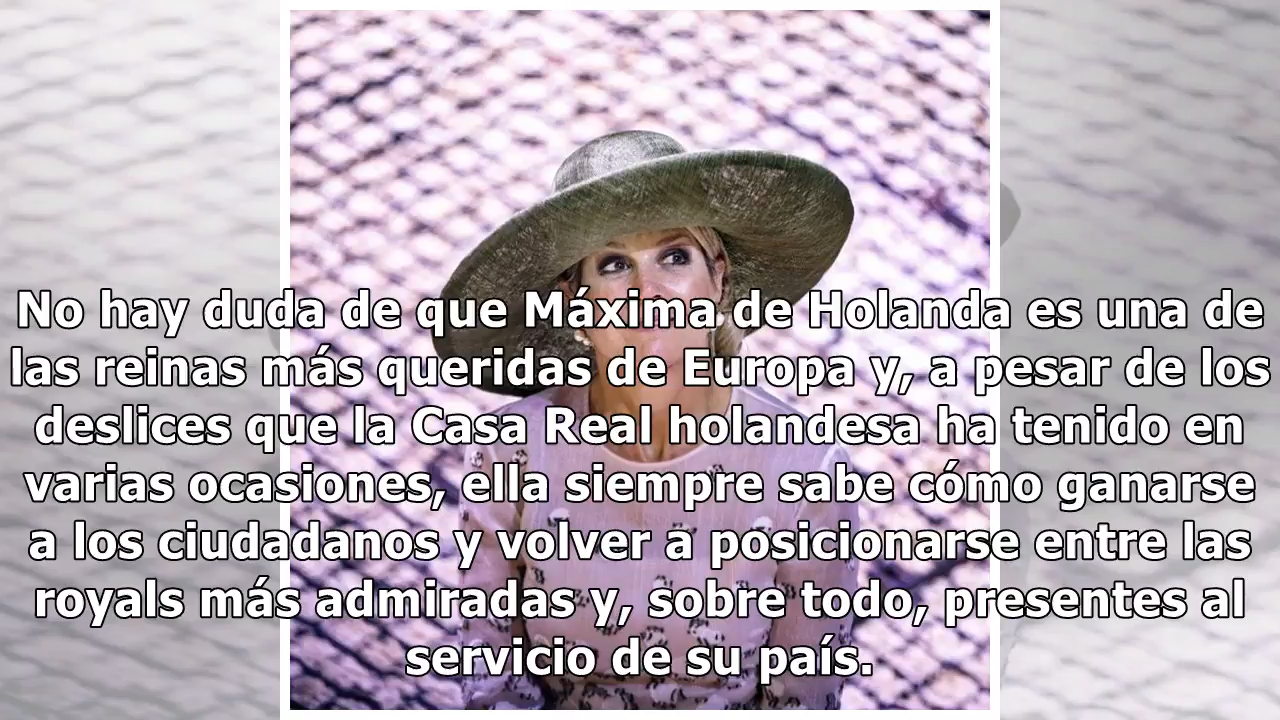 No hay duda de que Máxima de Holanda es una de
las reinas más queridas de Europa y, a pesar de los
deslices que la Casa Real holandesa ha tenido en
varias ocasiones, ella siempre sabe cómo ganarse
a los ciudadanos y volver a posicionarse entre las
royals más admiradas y, sobre todo, presentes al
servicio de su país.